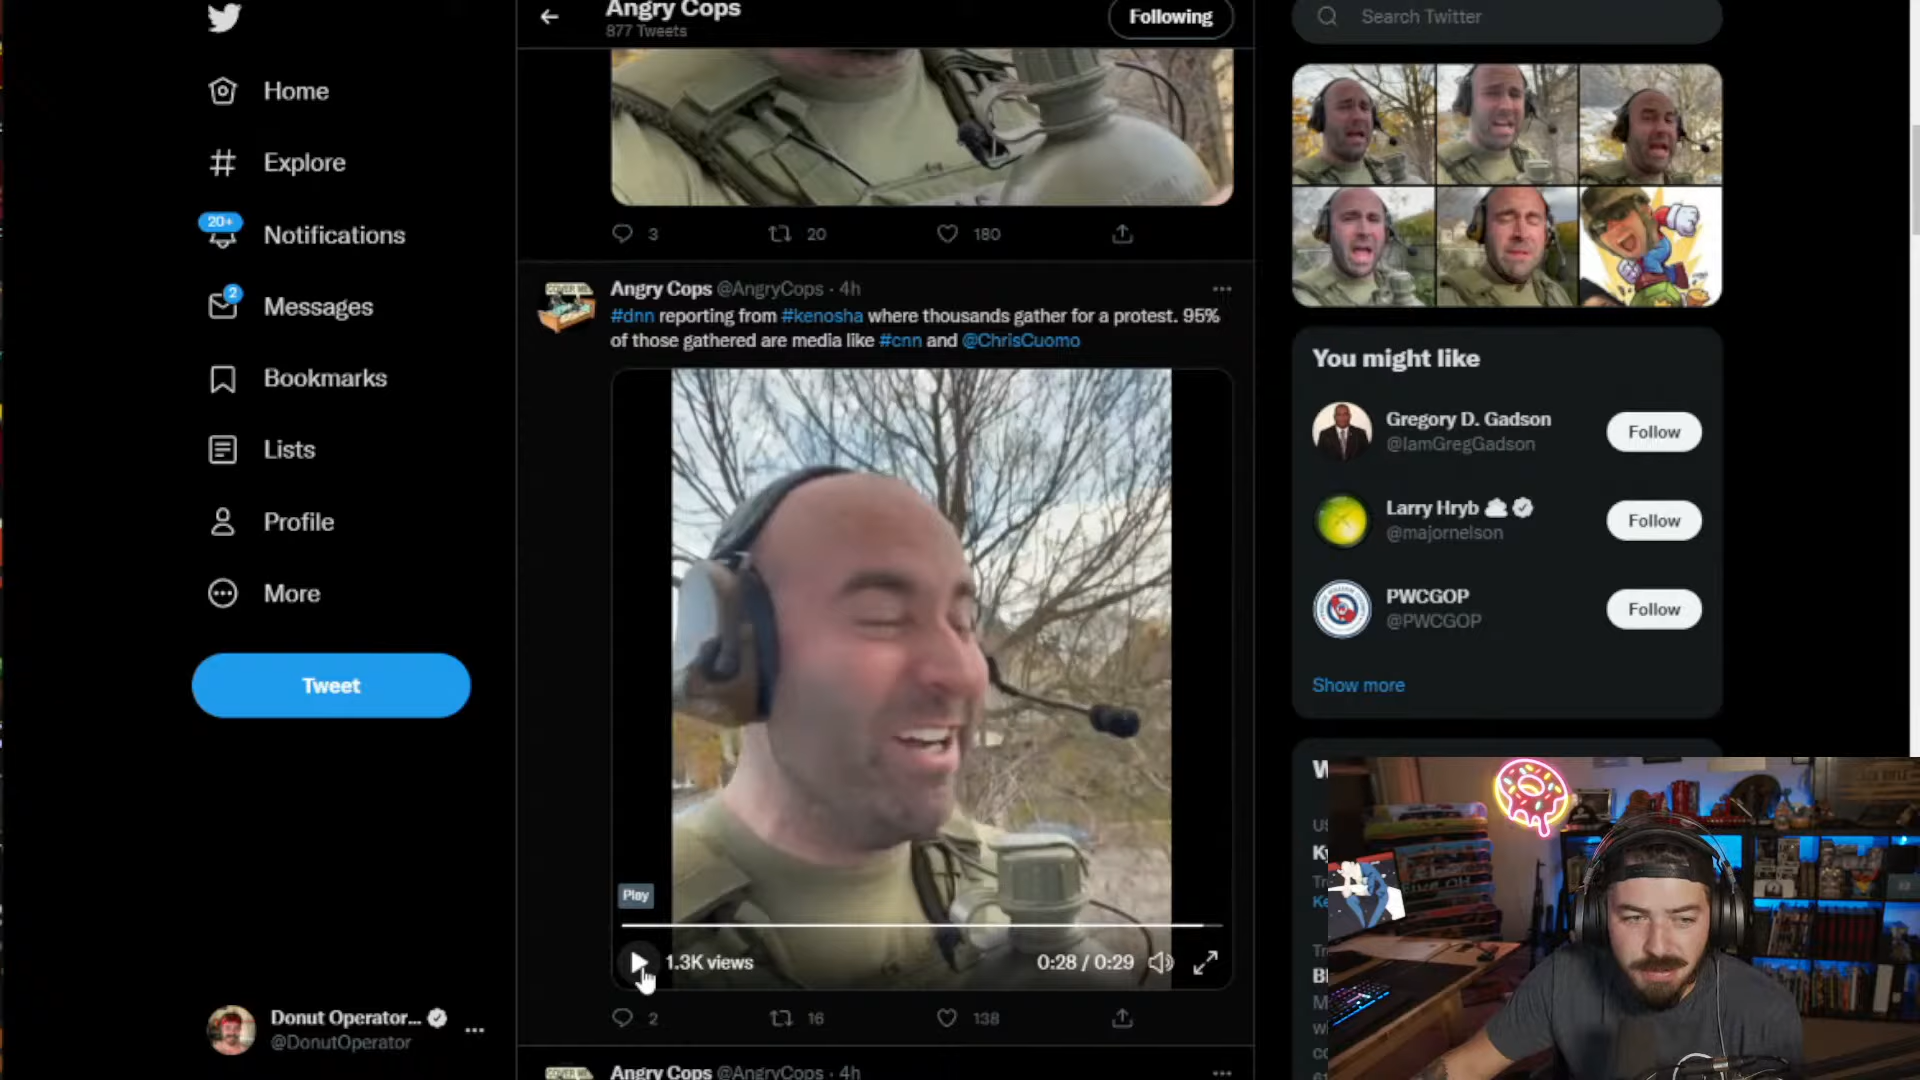 Angry Cops
877 Tweets
Following
Search Twitter
Home
Explore
20+
Notifications
2
Messages
Bookmarks
Lists
Profile
More
Tweet
3
20
180
Angry Cops @AngryCops · 4h
#dnn reporting from #kenosha where thousands gather for a protest. 95%
of those gathered are media like #cnn and @ChrisCuomo
Play
1.3K views
0:28 / 0:29
2
16
138
Angry Cops @AngryCops · 4h
You might like
Gregory D. Gadson
@IamGregGadson
Follow
Larry Hryb
@majornelson
Follow
PWCGOP
@PWCGOP
Follow
Show more
Donut Operator...
@DonutOperator